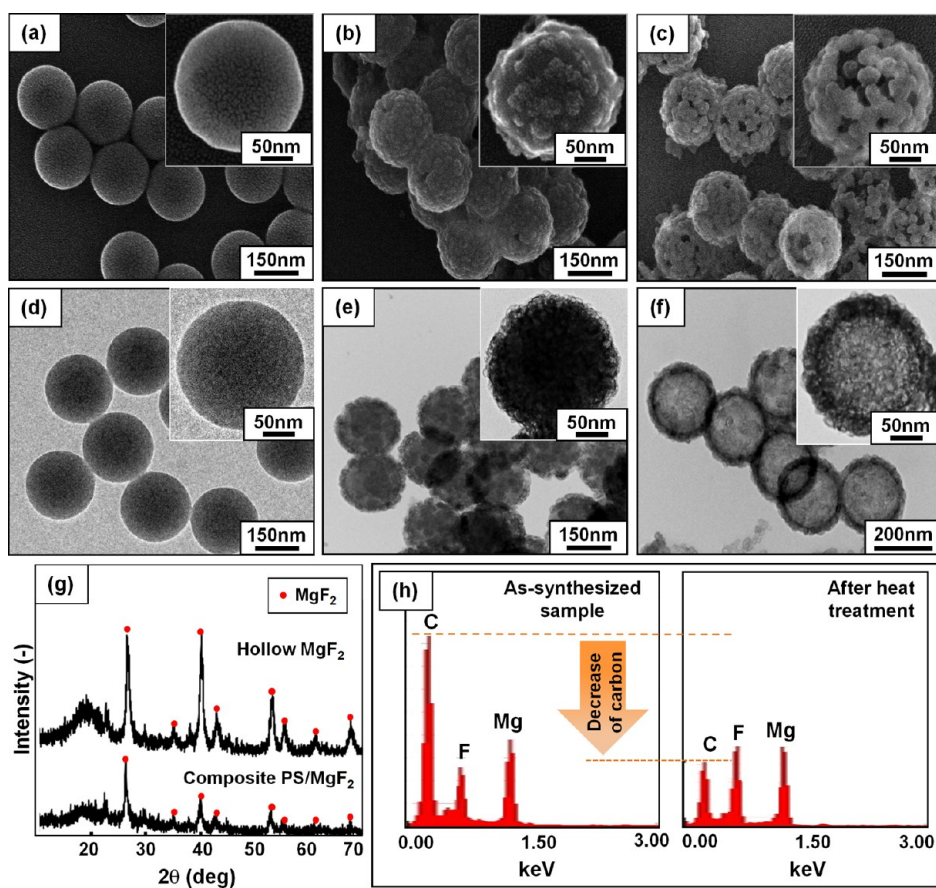 (a)
50nm
150nm
(b)
50nm
150nm
(c)
50nm
150nm
(d)
50nm
150nm
(e)
50nm
150nm
(f)
50nm
200nm
(g)
MgF₂
Hollow MgF₂
Composite PS/MgF₂
Intensity (-)
20 30 40 50 60 70
2θ (deg)
(h)
As-synthesized
sample
C
F
Mg
Decrease
of carbon
0.00 1.50 3.00
keV
After heat
treatment
C
F
Mg
0.00 1.50 3.00
keV